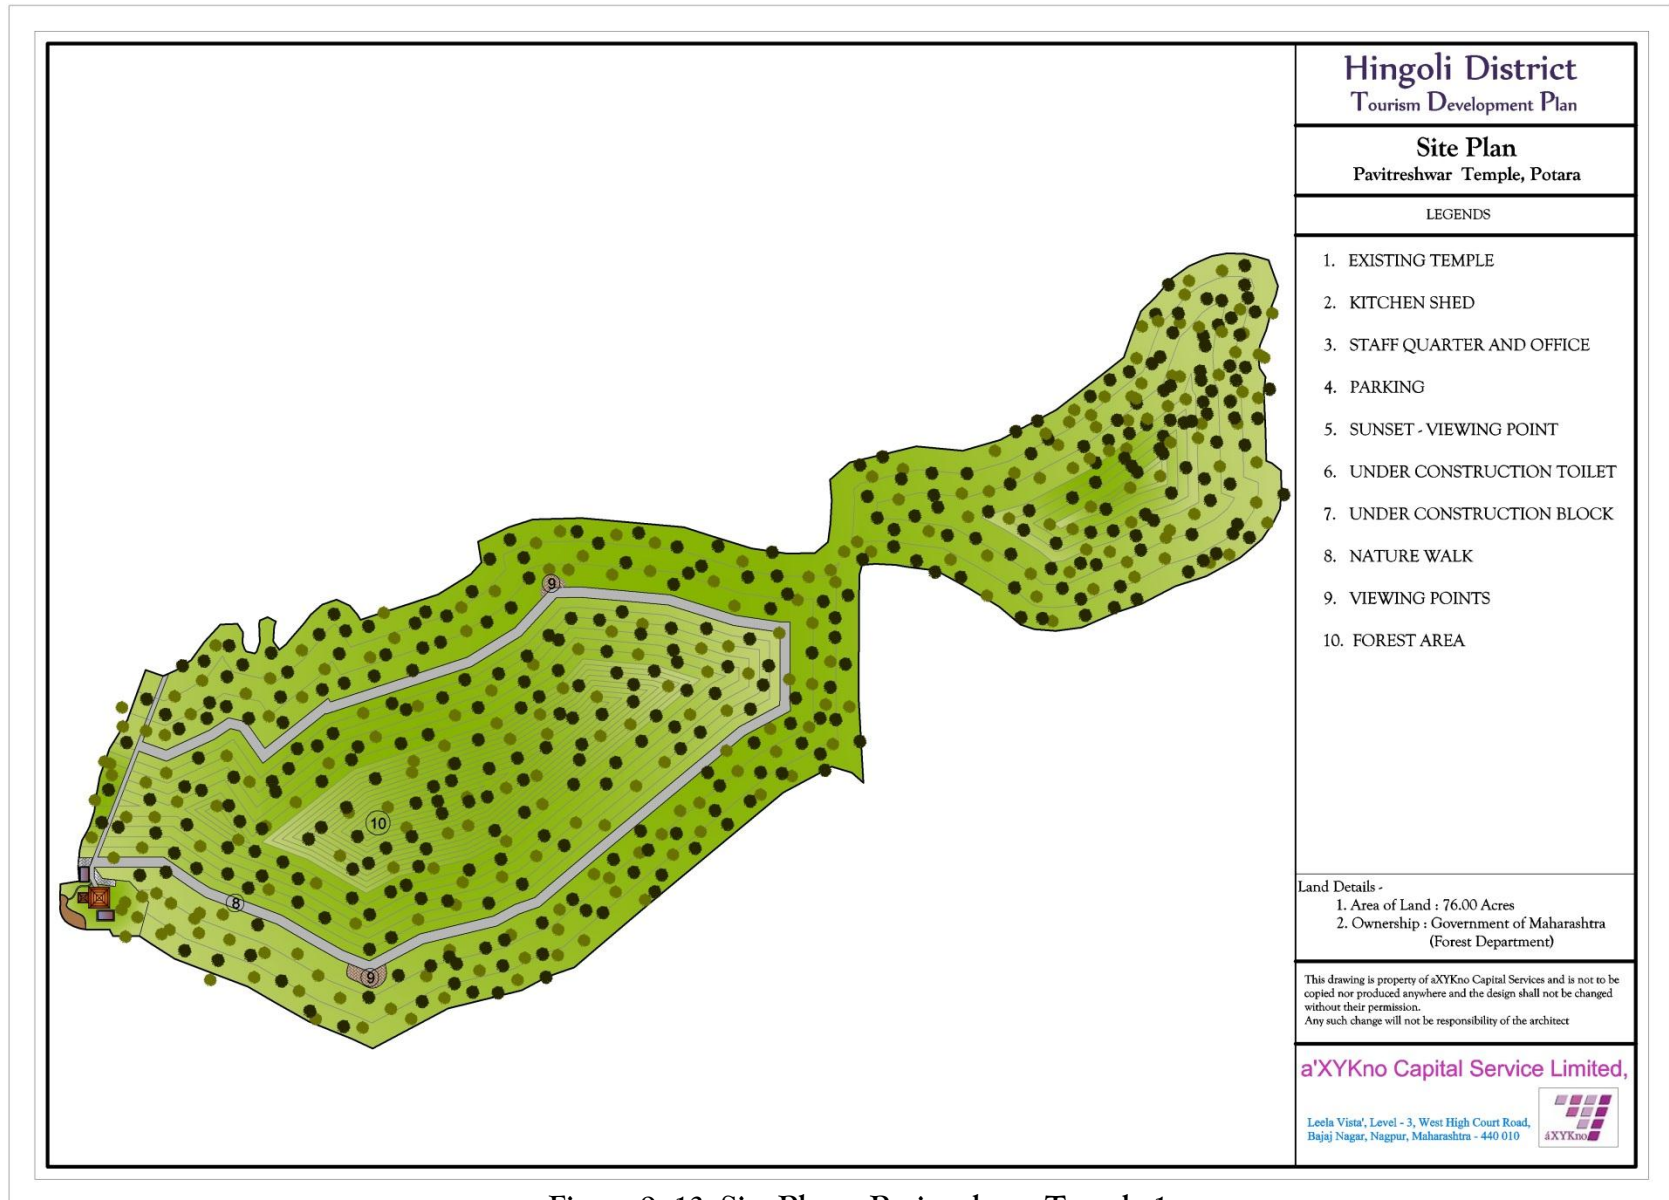 Hingoli District
Tourism Development Plan
Site Plan
Pavitreshwar Temple, Potara
LEGENDS
1. EXISTING TEMPLE
2. KITCHEN SHED
3. STAFF QUARTER AND OFFICE
4. PARKING
5. SUNSET - VIEWING POINT
6. UNDER CONSTRUCTION TOILET
7. UNDER CONSTRUCTION BLOCK
8. NATURE WALK
9. VIEWING POINTS
10. FOREST AREA
9
10
8
9
Land Details -
1. Area of Land : 76.00 Acres
2. Ownership : Government of Maharashtra
(Forest Department)
This drawing is property of aXYKno Capital Services and is not to be
copied nor produced anywhere and the design shall not be changed
without their permission.
Any such change will not be responsibility of the architect
a'XYKno Capital Service Limited,
Leela Vista', Level - 3, West High Court Road,
Bajaj Nagar, Nagpur, Maharashtra - 440 010
áXYKno